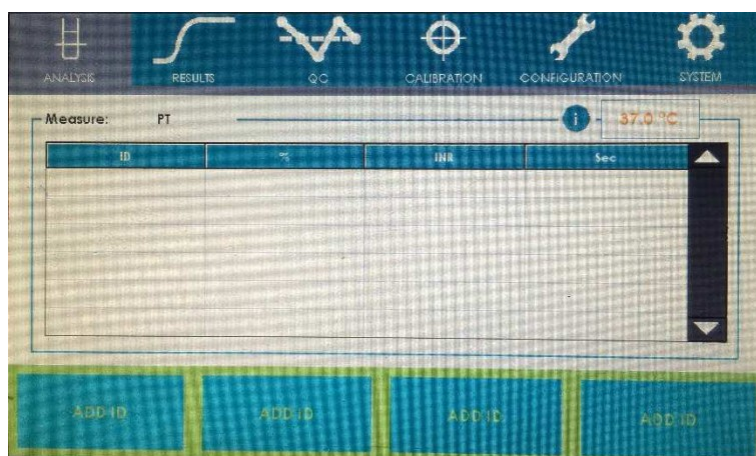 ANALYSIS RESULTS QC CALIBRATION CONFIGURATION SYSTEM
Measure: PT i 37.0 °C
ID % INR Sec
ADD ID ADD ID ADD ID ADD ID